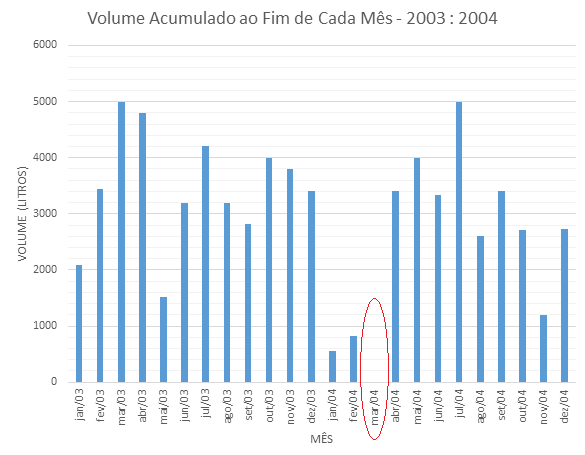 Volume Acumulado ao Fim de Cada Mês - 2003 : 2004
6000
5000
4000
3000
2000
1000
0
VOLUME (LITROS)
jan/03
fev/03
mar/03
abr/03
mai/03
jun/03
jul/03
ago/03
set/03
out/03
nov/03
dez/03
jan/04
fev/04
mar/04
abr/04
mai/04
jun/04
jul/04
ago/04
set/04
out/04
nov/04
dez/04
MÊS